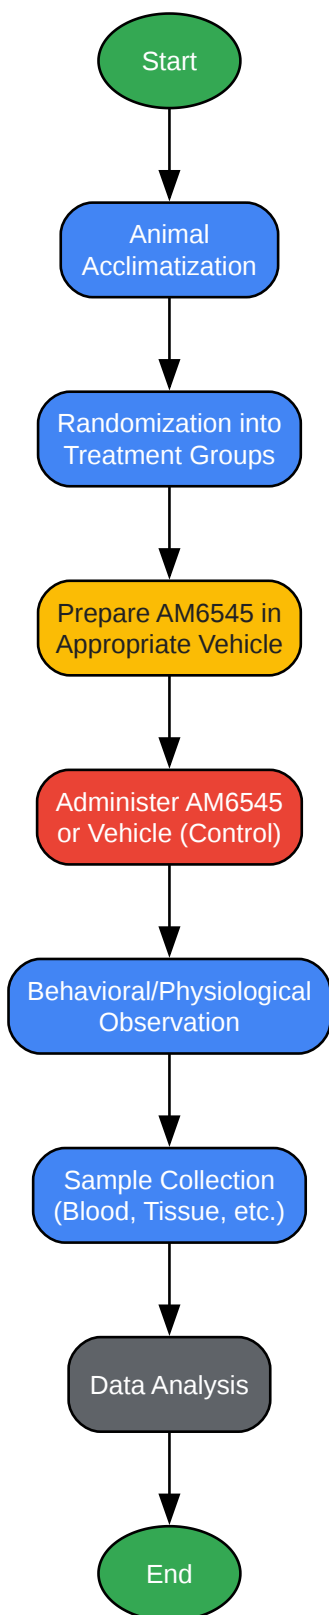 Start
Animal
Acclimatization
Randomization into
Treatment Groups
Prepare AM6545 in
Appropriate Vehicle
Administer AM6545
or Vehicle (Control)
Behavioral/Physiological
Observation
Sample Collection
(Blood, Tissue, etc.)
Data Analysis
End